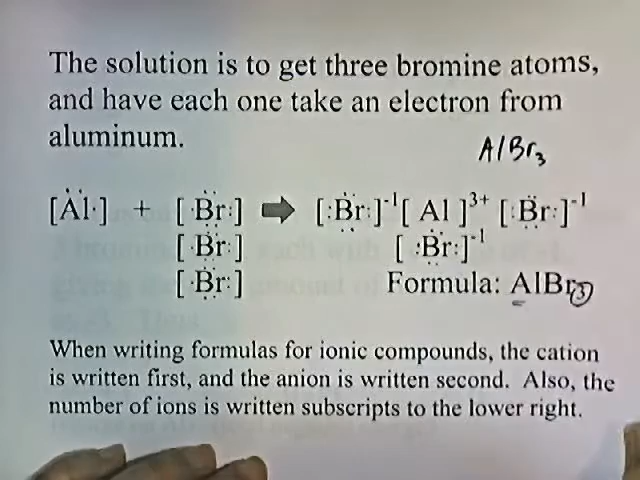 The solution is to get three bromine atoms,
and have each one take an electron from
aluminum.
AlBr₃
[Al] + [Br] ➡ [Br]⁻¹[ Al ]³⁺ [Br]⁻¹
[Br] [Br]⁻¹
[Br] Formula: AlBr₃
When writing formulas for ionic compounds, the cation
is written first, and the anion is written second. Also, the
number of ions is written subscripts to the lower right.